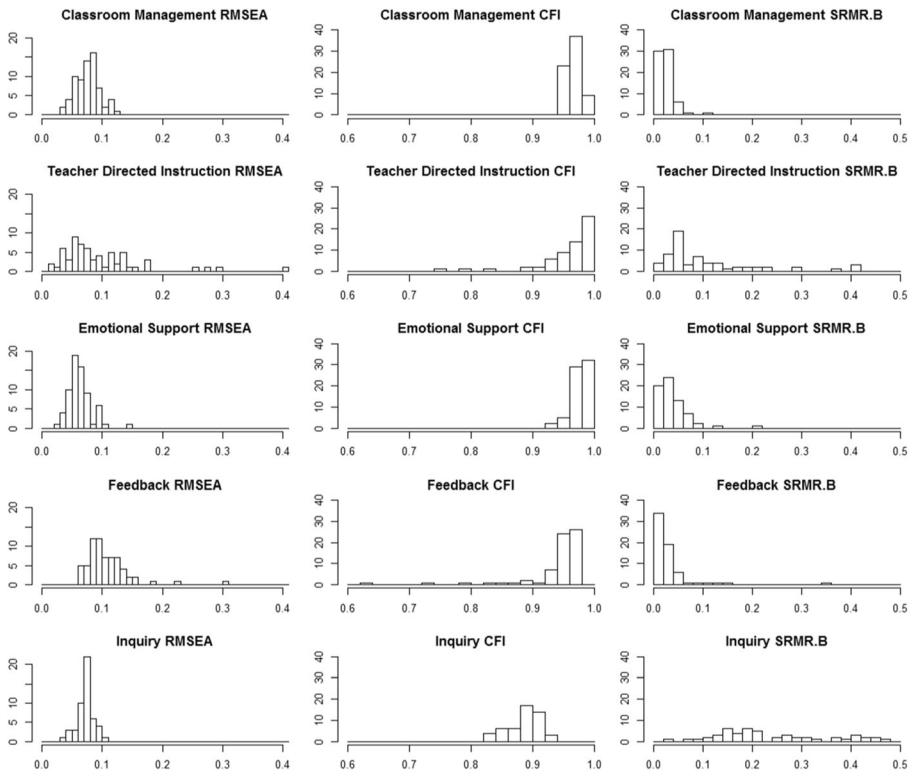 Classroom Management RMSEA
20
10
5
0
0.0 0.1 0.2 0.3 0.4
Classroom Management CFI
40
30
20
10
0
0.6 0.7 0.8 0.9 1.0
Classroom Management SRMR.B
40
30
20
10
0
0.0 0.1 0.2 0.3 0.4 0.5
Teacher Directed Instruction RMSEA
20
10
5
0
0.0 0.1 0.2 0.3 0.4
Teacher Directed Instruction CFI
40
30
20
10
0
0.6 0.7 0.8 0.9 1.0
Teacher Directed Instruction SRMR.B
40
30
20
10
0
0.0 0.1 0.2 0.3 0.4 0.5
Emotional Support RMSEA
20
10
5
0
0.0 0.1 0.2 0.3 0.4
Emotional Support CFI
40
30
20
10
0
0.6 0.7 0.8 0.9 1.0
Emotional Support SRMR.B
40
30
20
10
0
0.0 0.1 0.2 0.3 0.4 0.5
Feedback RMSEA
20
10
5
0
0.0 0.1 0.2 0.3 0.4
Feedback CFI
40
30
20
10
0
0.6 0.7 0.8 0.9 1.0
Feedback SRMR.B
40
30
20
10
0
0.0 0.1 0.2 0.3 0.4 0.5
Inquiry RMSEA
20
10
5
0
0.0 0.1 0.2 0.3 0.4
Inquiry CFI
40
30
20
10
0
0.6 0.7 0.8 0.9 1.0
Inquiry SRMR.B
40
30
20
10
0
0.0 0.1 0.2 0.3 0.4 0.5